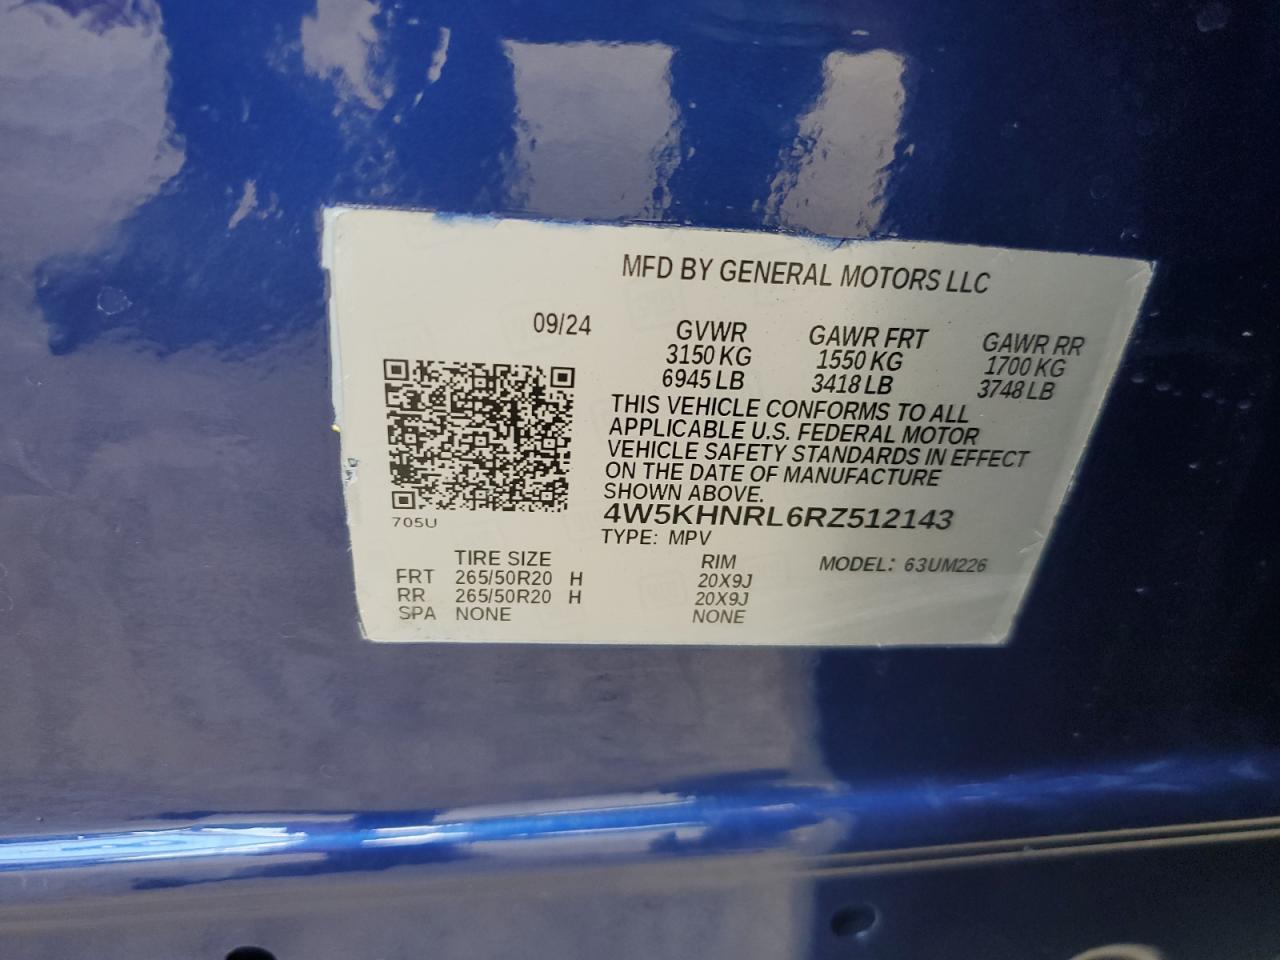 MFD BY GENERAL MOTORS LLC
09/24 GVWR GAWR FRT GAWR RR
3150 KG 1550 KG 1700 KG
6945 LB 3418 LB 3748 LB
THIS VEHICLE CONFORMS TO ALL
APPLICABLE U.S. FEDERAL MOTOR
VEHICLE SAFETY STANDARDS IN EFFECT
ON THE DATE OF MANUFACTURE
SHOWN ABOVE.
705U
4W5KHNRL6RZ512143
TYPE: MPV
TIRE SIZE RIM MODEL: 63UM226
FRT 265/50R20 H 20X9J
RR 265/50R20 H 20X9J
SPA NONE NONE